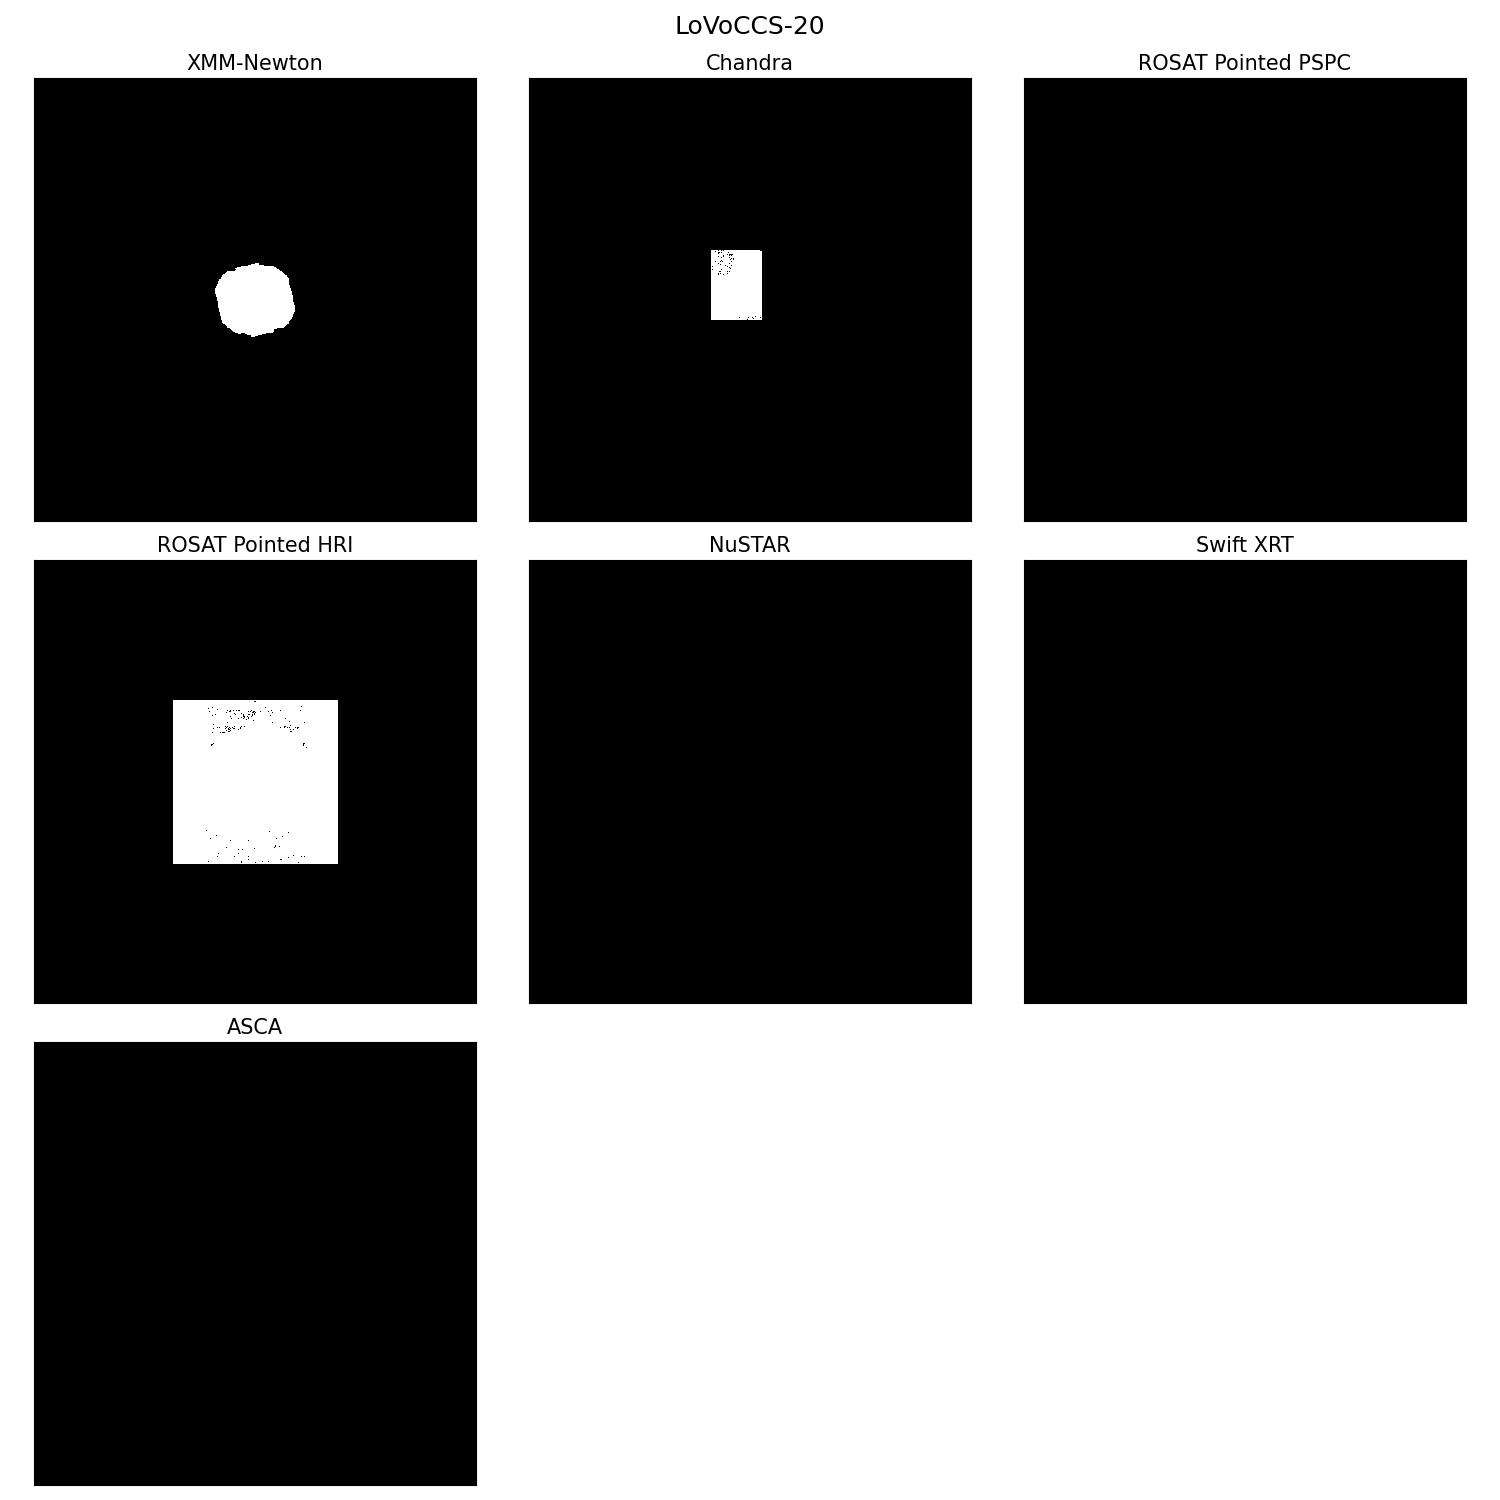 LoVoCCS-20
XMM-Newton
Chandra
ROSAT Pointed PSPC
ROSAT Pointed HRI
NuSTAR
Swift XRT
ASCA